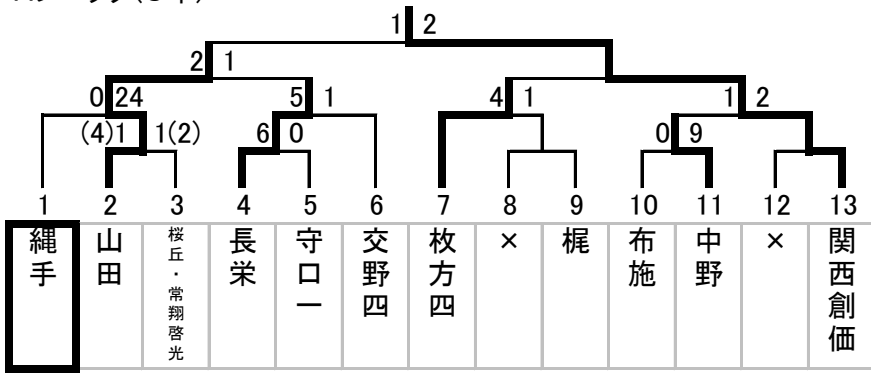 1 2
2 1
0 24 5 1 4 1 1 2
(4)1 1(2) 6 0 0 9
1 2 3 4 5 6 7 8 9 10 11 12 13
縄手
山田
桜丘・常翔啓光
長栄
守口一
交野四
枚方四
×
梶
布施
中野
×
関西創価